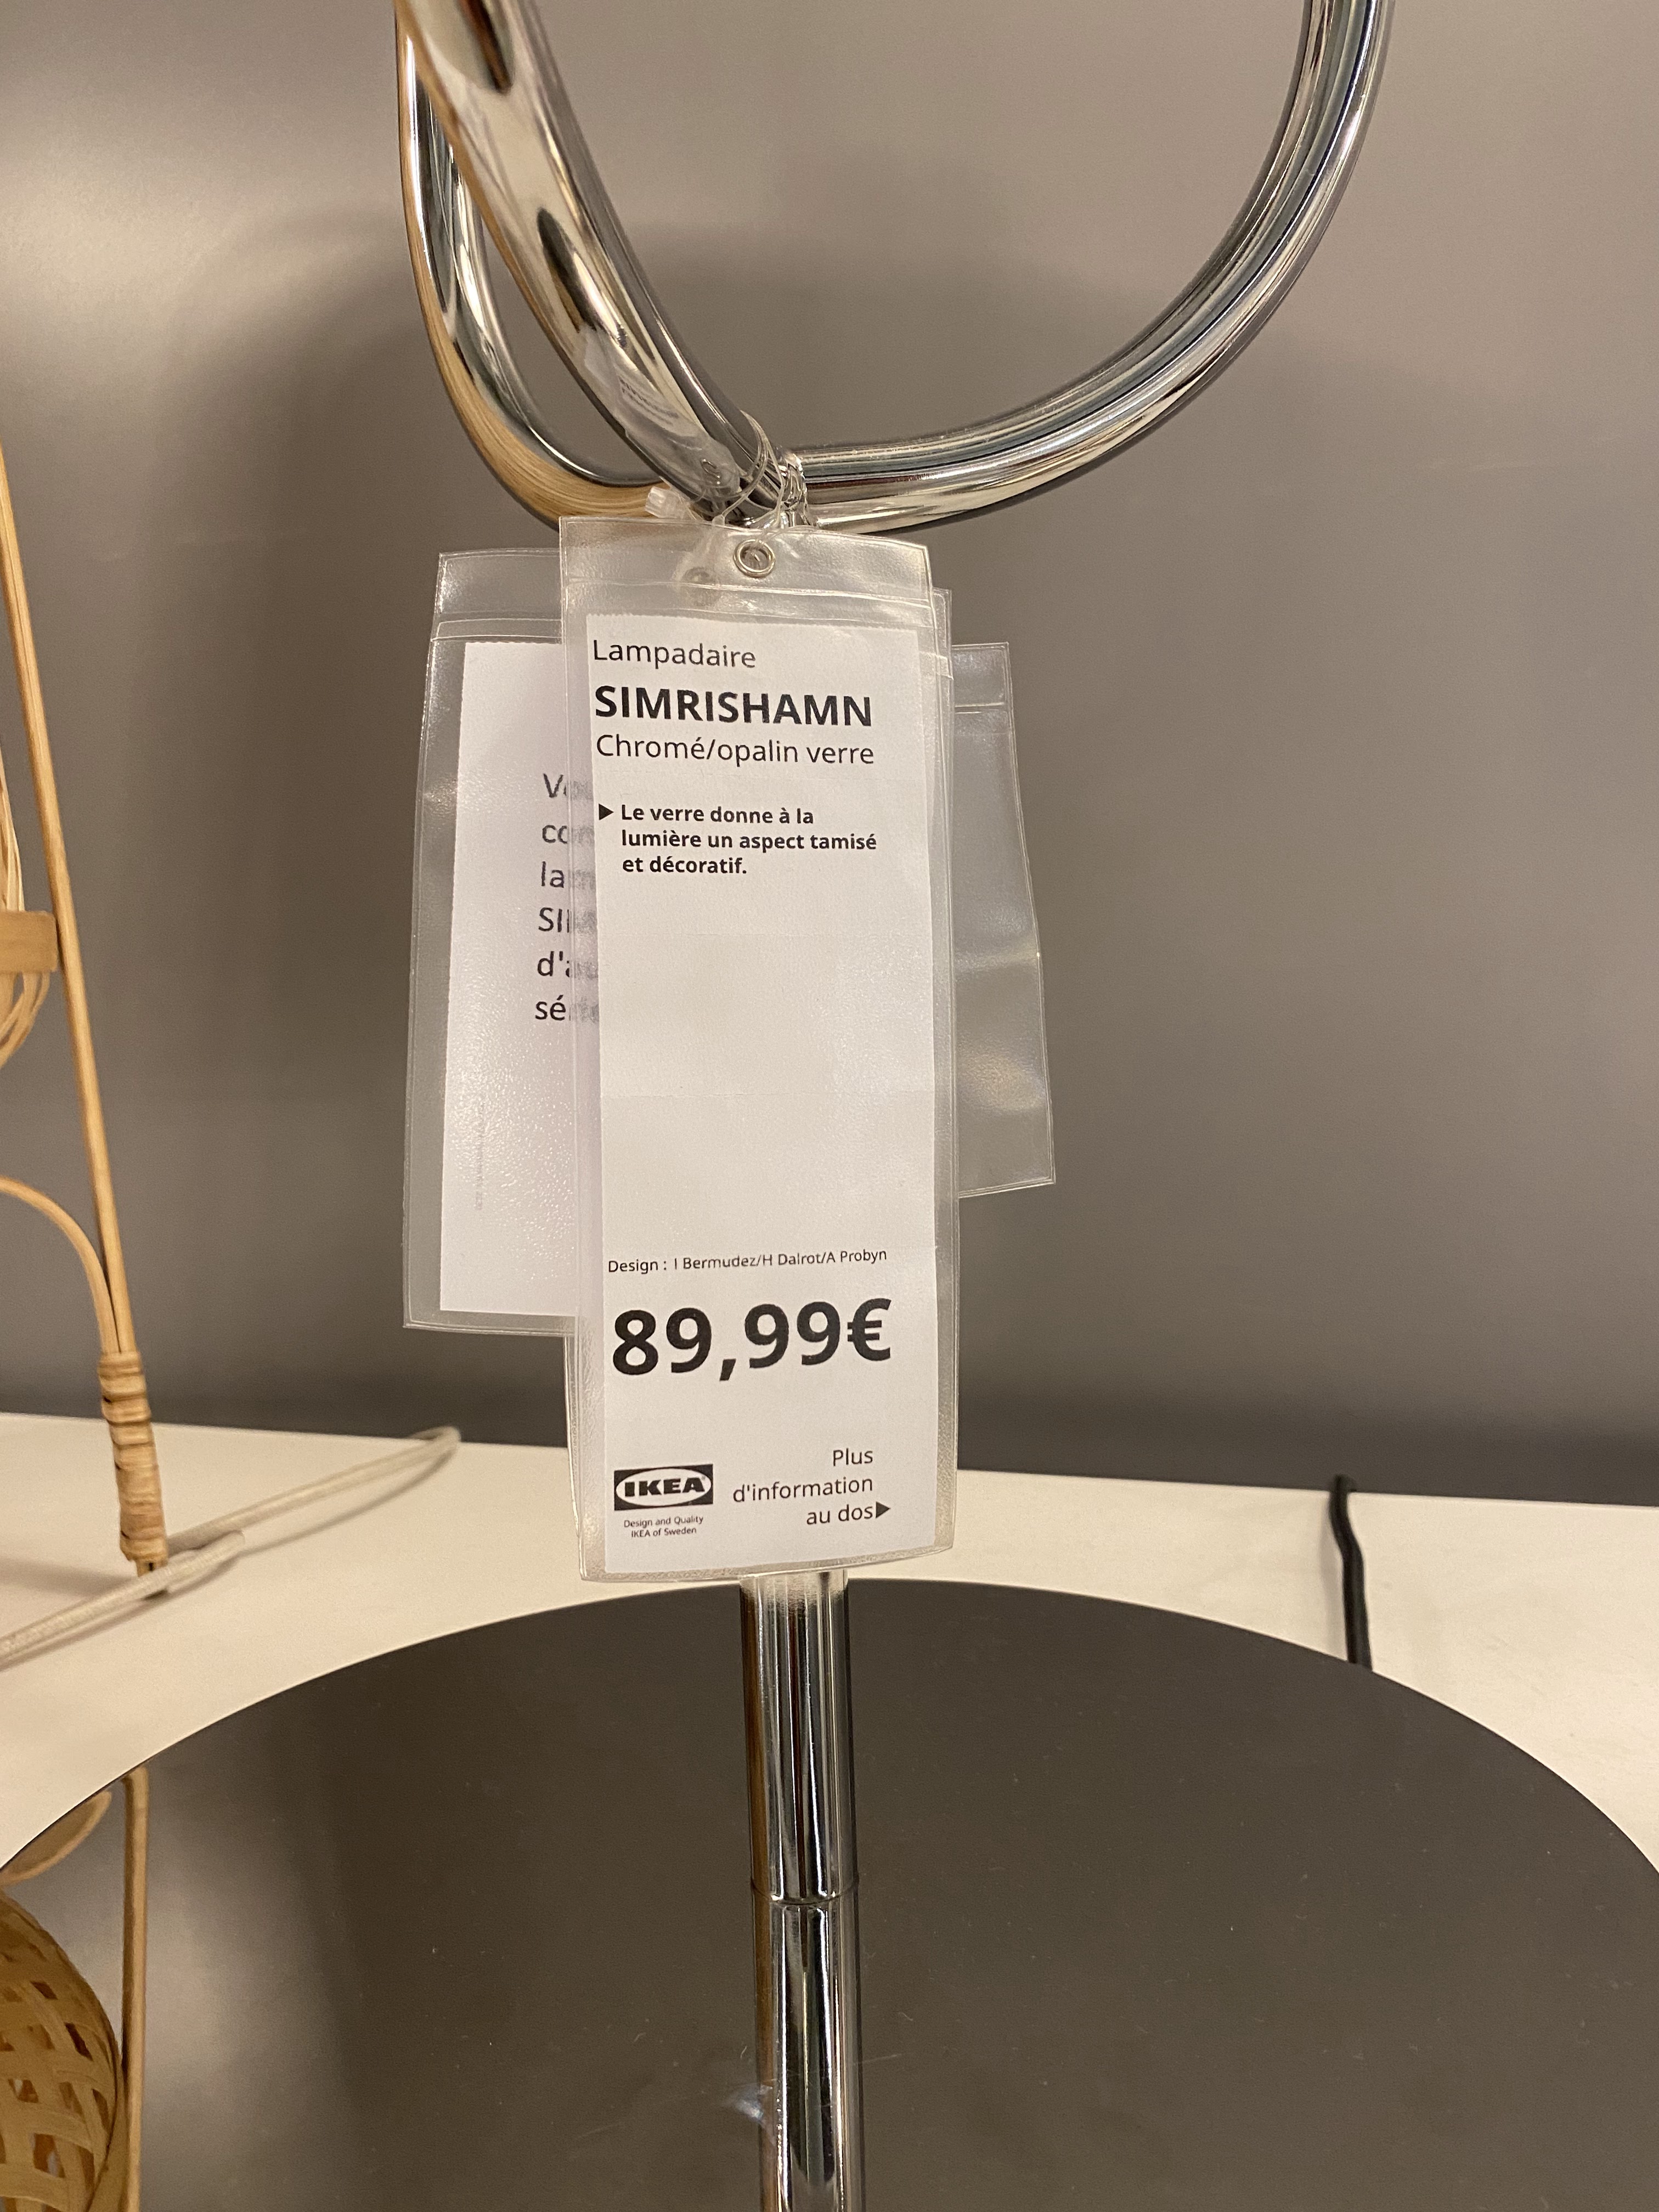 Lampadaire
SIMRISHAMN
Chromé/opalin verre
▶ Le verre donne à la
lumière un aspect tamisé
et décoratif.
Design : I Bermudez/H Dalrot/A Probyn
89,99€
IKEA
Design and Quality
IKEA of Sweden
Plus
d'information
au dos▶